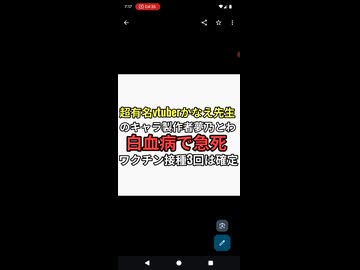 7:17
超有名vtuberかなえ先生
のキャラ製作者夢乃とわ
白血病で急死
ワクチン接種3回は確定